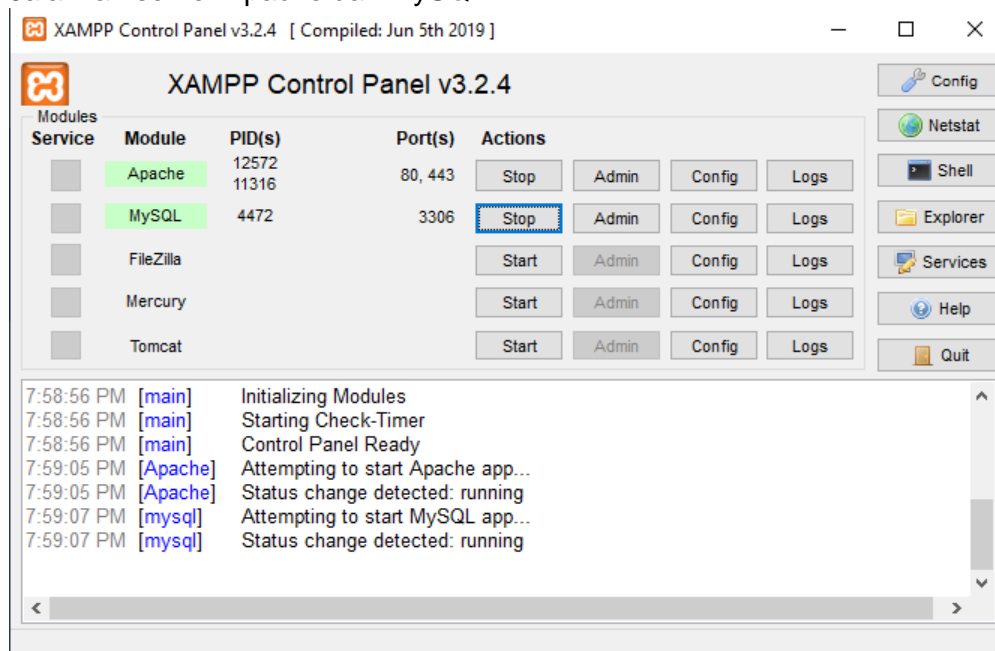 XAMPP Control Panel v3.2.4 [ Compiled: Jun 5th 2019 ]
XAMPP Control Panel v3.2.4
Config
Modules
Service Module PID(s) Port(s) Actions
Netstat
Apache 12572 11316 80, 443 Stop Admin Config Logs
Shell
MySQL 4472 3306 Stop Admin Config Logs
Explorer
FileZilla Start Admin Config Logs
Services
Mercury Start Admin Config Logs
Help
Tomcat Start Admin Config Logs
Quit
7:58:56 PM [main] Initializing Modules
7:58:56 PM [main] Starting Check-Timer
7:58:56 PM [main] Control Panel Ready
7:59:05 PM [Apache] Attempting to start Apache app...
7:59:05 PM [Apache] Status change detected: running
7:59:07 PM [mysql] Attempting to start MySQL app...
7:59:07 PM [mysql] Status change detected: running